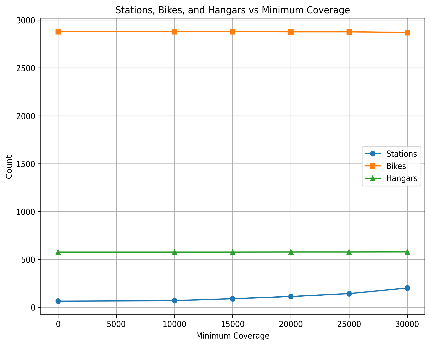 Stations, Bikes, and Hangars vs Minimum Coverage
3000
2500
2000
1500
1000
500
0
Count
Stations
Bikes
Hangars
0 5000 10000 15000 20000 25000 30000
Minimum Coverage